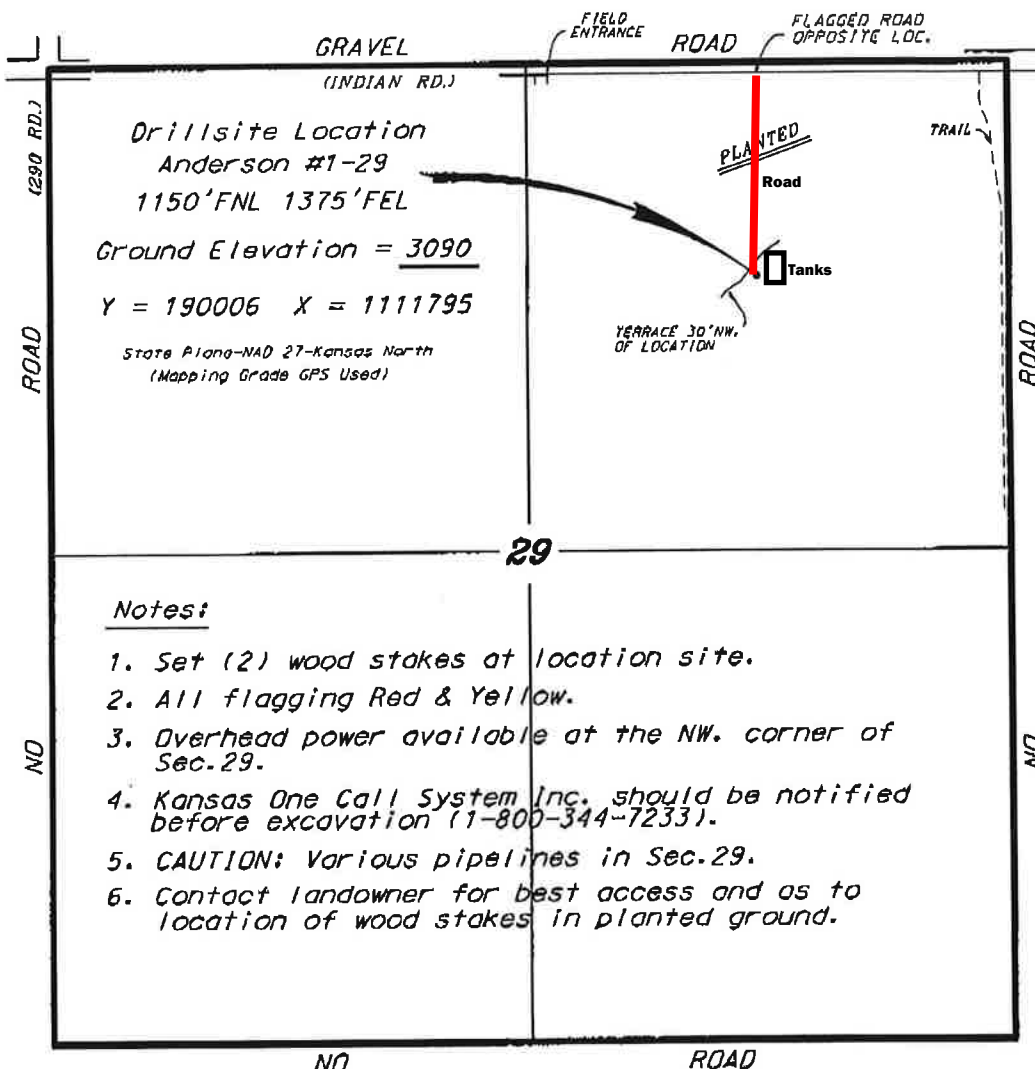 FIELD
ENTRANCE
FLAGGED ROAD
OPPOSITE LOC.
GRAVEL
ROAD
(INDIAN RD.)
(290 RD.)
Drillsite Location
Anderson #1-29
1150'FNL 1375'FEL
Ground Elevation = 3090
Y = 190006 X = 1111795
State Plane-NAD 27-Kansas North
(Mapping Grade GPS Used)
PLANTED
TRAIL
Road
Tanks
TERRACE 30'NW.
OF LOCATION
ROAD
ROAD
29
Notes:
1. Set (2) wood stakes at location site.
2. All flagging Red & Yellow.
3. Overhead power available at the NW. corner of
Sec.29.
4. Kansas One Call System Inc. should be notified
before excavation (1-800-344-7233).
5. CAUTION: Various pipelines in Sec.29.
6. Contact landowner for best access and as to
location of wood stakes in planted ground.
NO
NO
NO
ROAD